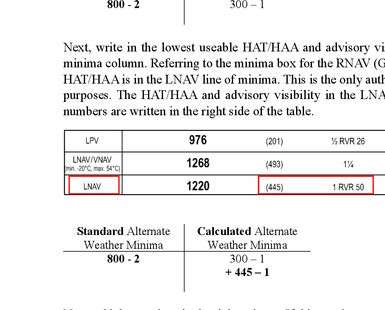 800 - 2 300 – 1
Next, write in the lowest useable HAT/HAA and advisory
minima column. Referring to the minima box for the RNAV
HAT/HAA is in the LNAV line of minima. This is the only
purposes. The HAT/HAA and advisory visibility in the
numbers are written in the right side of the table.
LPV 976 (201) ½ RVR 26
LNAV/VNAV
(min. -20°C, max. 54°C) 1268 (493) 1¼
LNAV 1220 (445) 1 RVR 50
Standard Alternate Calculated Alternate
Weather Minima Weather Minima
800 - 2 300 – 1
+ 445 – 1